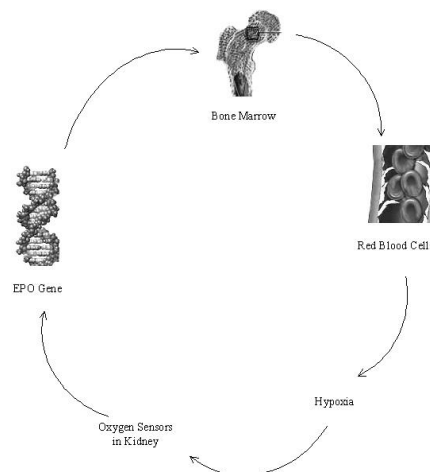 Bone Marrow
Red Blood Cell
Hypoxia
Oxygen Sensors
in Kidney
EPO Gene